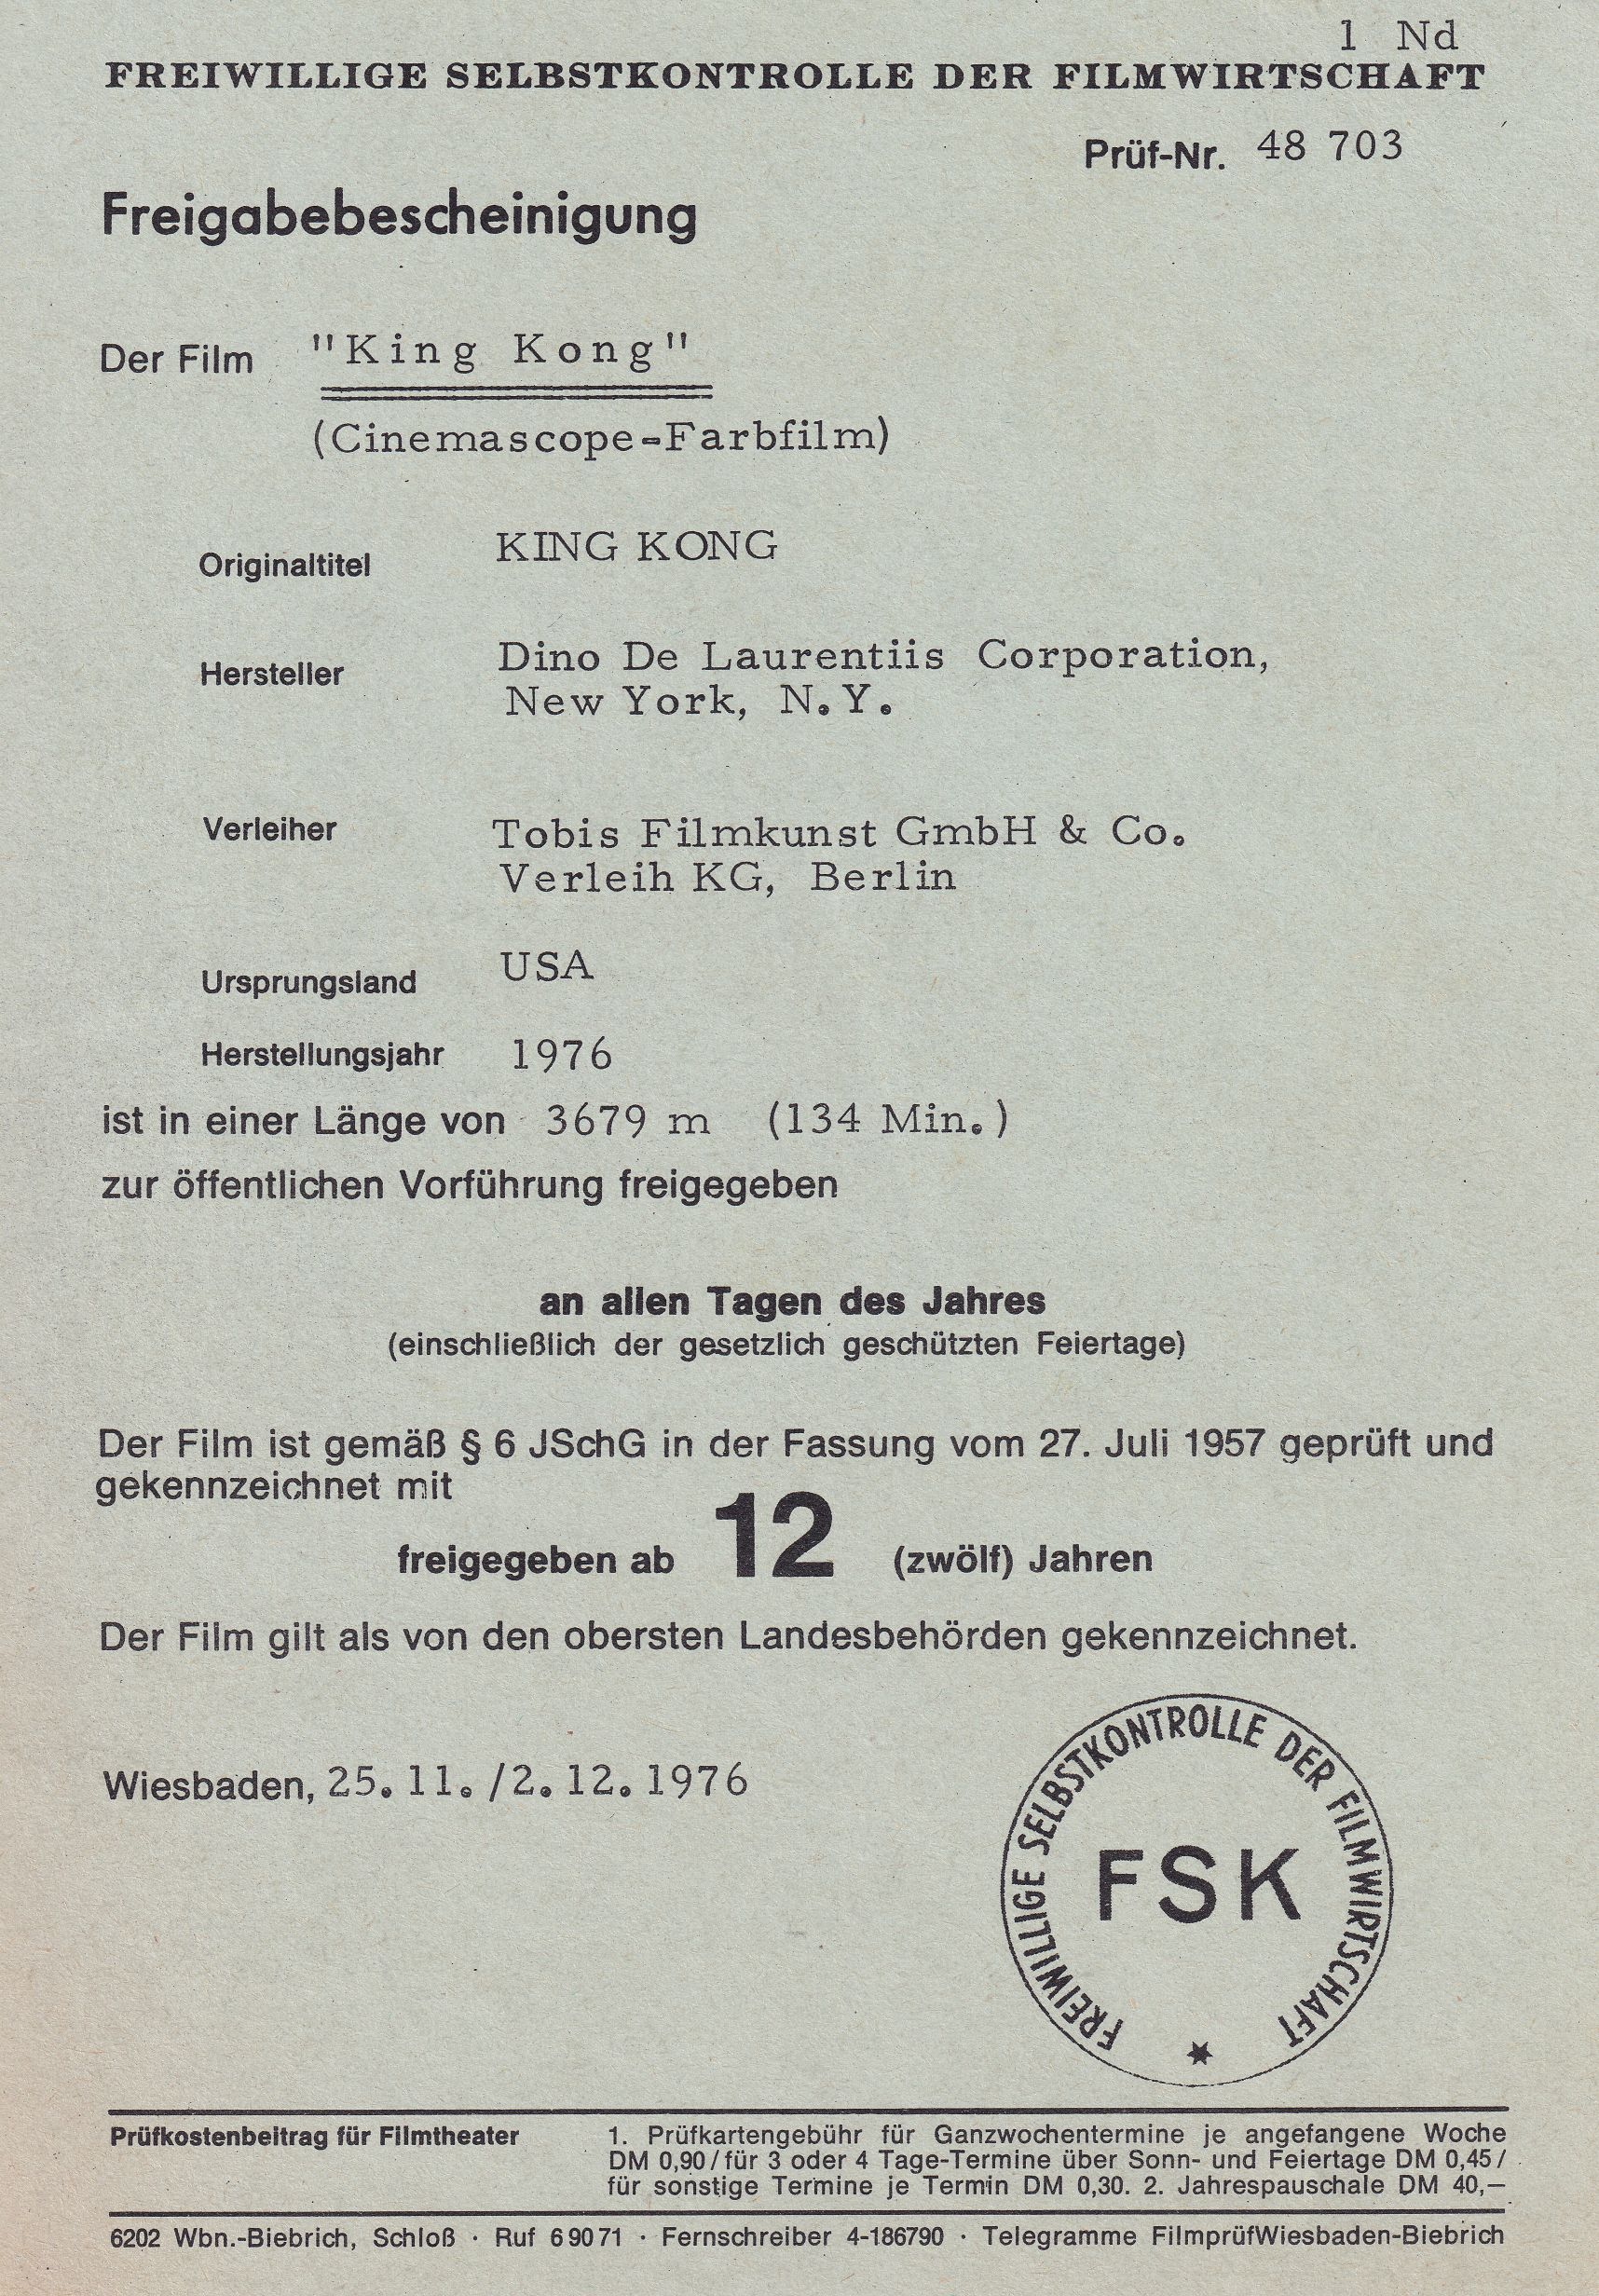 1 Nd
FREIWILLIGE SELBSTKONTROLLE DER FILMWIRTSCHAFT
Prüf-Nr. 48 703
Freigabebescheinigung
Der Film "King Kong"
(Cinemascope-Farbfilm)
Originaltitel KING KONG
Hersteller Dino De Laurentiis Corporation,
New York, N.Y.
Verleiher Tobis Filmkunst GmbH & Co.
Verleih KG, Berlin
Ursprungsland USA
Herstellungsjahr 1976
ist in einer Länge von 3679 m (134 Min.)
zur öffentlichen Vorführung freigegeben
an allen Tagen des Jahres
(einschließlich der gesetzlich geschützten Feiertage)
Der Film ist gemäß § 6 JSchG in der Fassung vom 27. Juli 1957 geprüft und
gekennzeichnet mit
freigegeben ab 12 (zwölf) Jahren
Der Film gilt als von den obersten Landesbehörden gekennzeichnet.
Wiesbaden, 25.11./2.12.1976
FREIWILLIGE SELBSTKONTROLLE DER FILMWIRTSCHAFT
FSK
Prüfkostenbeitrag für Filmtheater 1. Prüfkartengebühr für Ganzwochentermine je angefangene Woche
DM 0,90/für 3 oder 4 Tage-Termine über Sonn- und Feiertage DM 0,45/
für sonstige Termine je Termin DM 0,30. 2. Jahrespauschale DM 40,—
6202 Wbn.-Biebrich, Schloß · Ruf 69071 · Fernschreiber 4-186790 · Telegramme FilmprüfWiesbaden-Biebrich